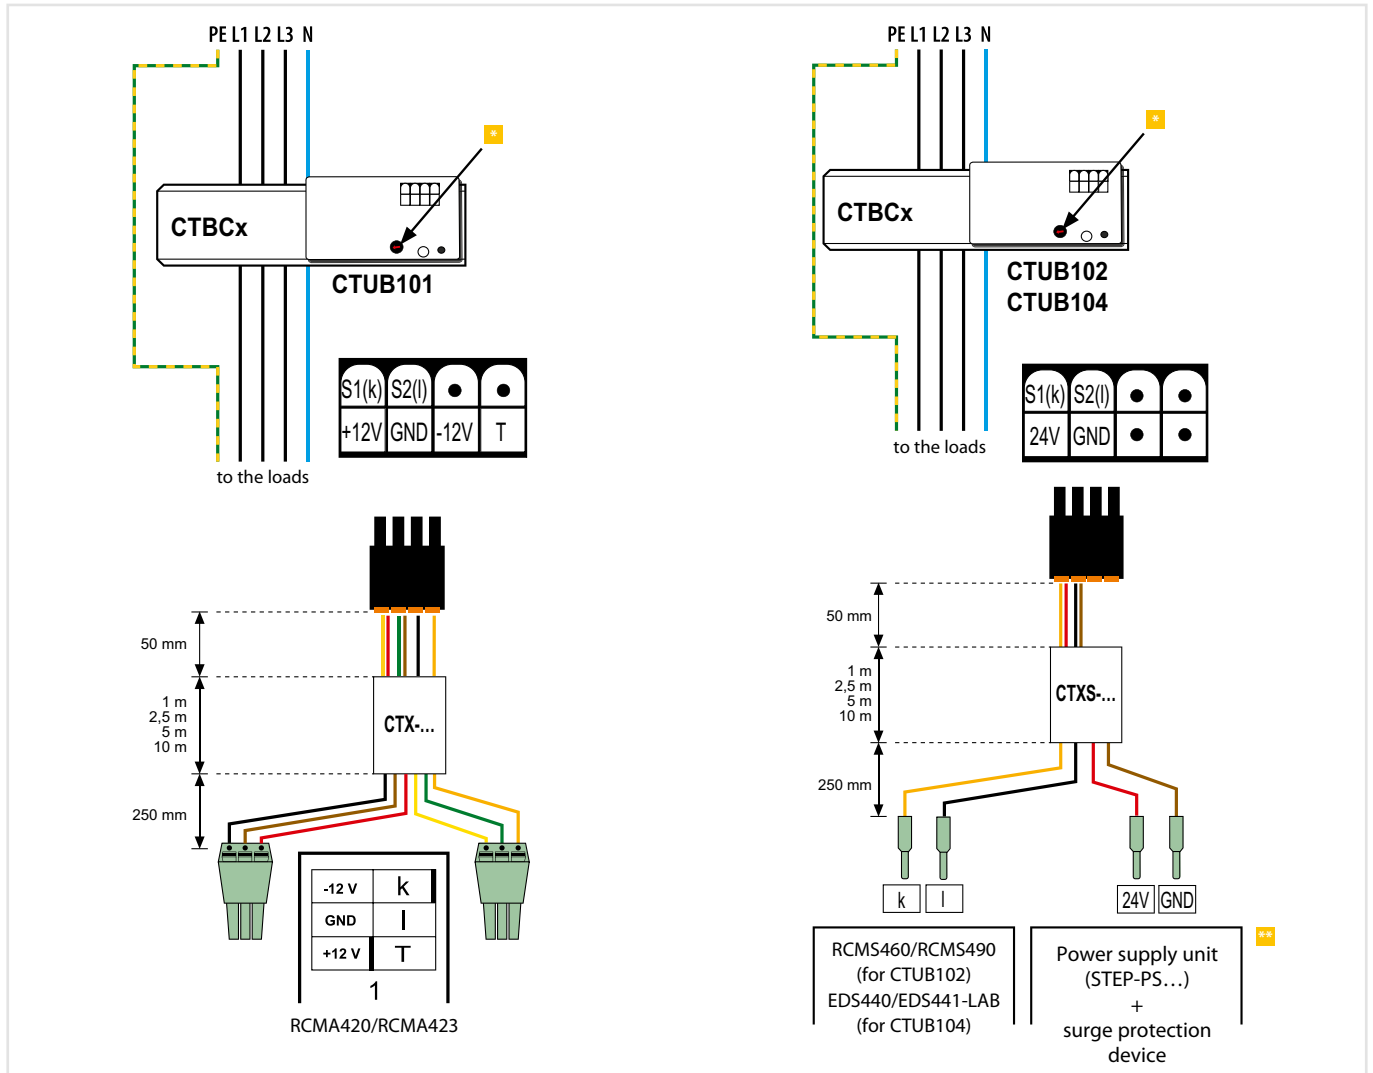 PE L1 L2 L3 N
*
CTBCx
CTUB101
S1(k) S2(l)
+12V GND -12V T
to the loads
50 mm
1 m
2,5 m
5 m
10 m
CTX-...
250 mm
-12 V k
GND l
+12 V T
1
RCMA420/RCMA423
PE L1 L2 L3 N
*
CTBCx
CTUB102
CTUB104
S1(k) S2(l)
24V GND
to the loads
50 mm
1 m
2,5 m
5 m
10 m
CTXS-...
250 mm
k l 24V GND
RCMS460/RCMS490
(for CTUB102)
EDS440/EDS441-LAB
(for CTUB104)
Power supply unit
(STEP-PS...)
+
surge protection
device
**